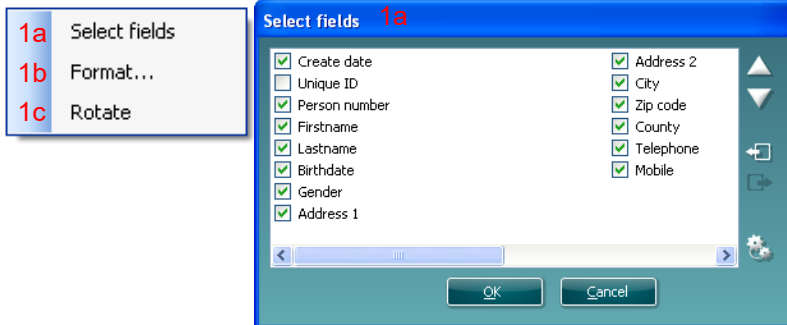 1a Select fields
1b Format...
1c Rotate
Select fields 1a
Create date
Unique ID
Person number
Firstname
Lastname
Birthdate
Gender
Address 1
Address 2
City
Zip code
County
Telephone
Mobile
OK Cancel